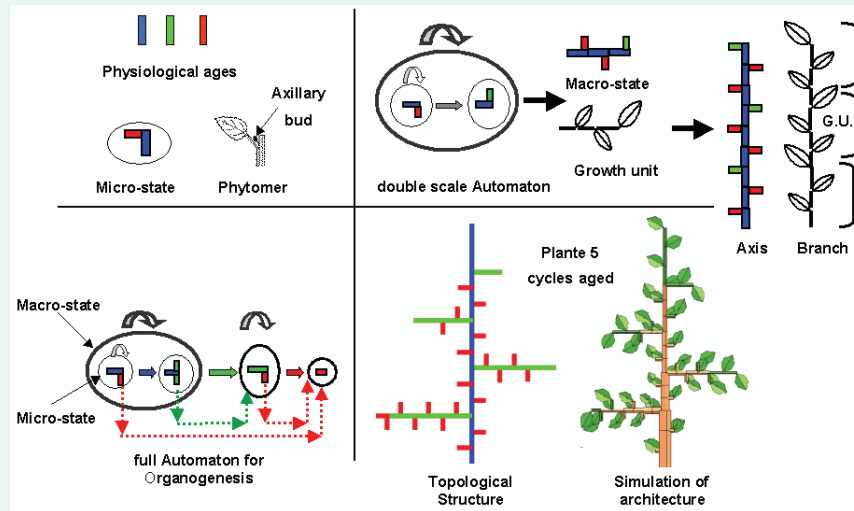 Physiological ages
Axillary
bud
Micro-state
Phytomer
Macro-state
double scale Automaton
Growth unit
G.U.
Axis
Branch
Macro-state
Micro-state
full Automaton for
Organogenesis
Plante 5
cycles aged
Topological
Structure
Simulation of
architecture